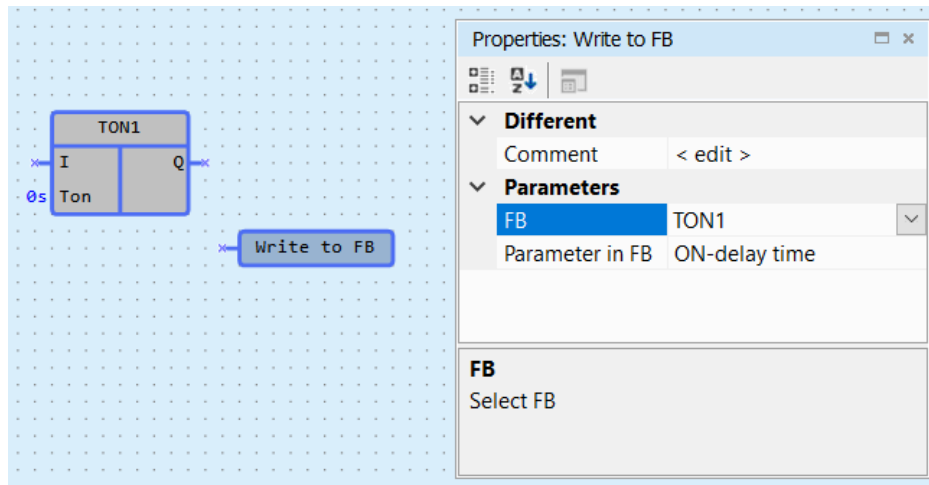 TON1
I Q
0s Ton
Write to FB
Properties: Write to FB
Different
Comment < edit >
Parameters
FB TON1
Parameter in FB ON-delay time
FB
Select FB